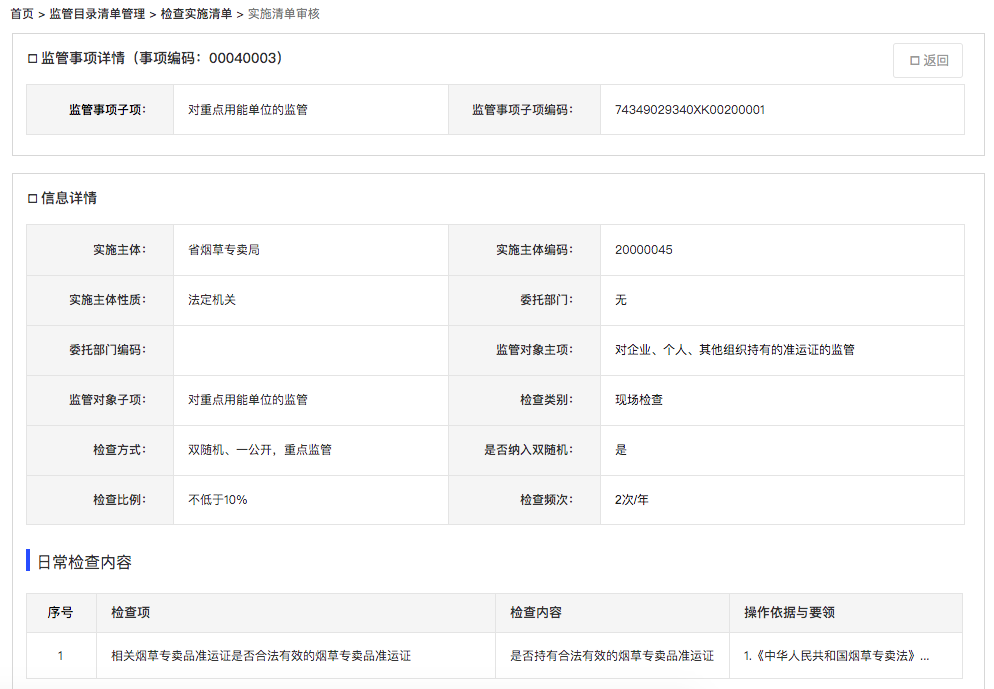 首页 > 监管目录清单管理 > 检查实施清单 > 实施清单审核
监管事项详情（事项编码：00040003）
返回
监管事项子项： 对重点用能单位的监管 监管事项子项编码： 74349029340XK00200001
信息详情
实施主体： 省烟草专卖局 实施主体编码： 20000045
实施主体性质： 法定机关 委托部门： 无
委托部门编码： 监管对象主项： 对企业、个人、其他组织持有的准运证的监管
监管对象子项： 对重点用能单位的监管 检查类别： 现场检查
检查方式： 双随机、一公开，重点监管 是否纳入双随机： 是
检查比例： 不低于10% 检查频次： 2次/年
日常检查内容
序号 检查项 检查内容 操作依据与要领
1 相关烟草专卖品准运证是否合法有效的烟草专卖品准运证 是否持有合法有效的烟草专卖品准运证 1.《中华人民共和国烟草专卖法》...